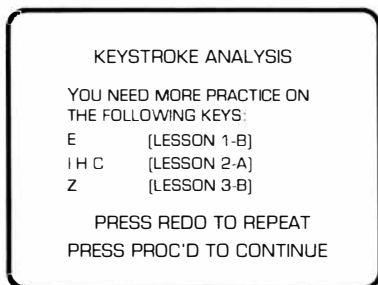 KEYSTROKE ANALYSIS
YOU NEED MORE PRACTICE ON
THE FOLLOWING KEYS:
E [LESSON 1-B]
I H C [LESSON 2-A]
Z [LESSON 3-B]
PRESS REDO TO REPEAT
PRESS PROC'D TO CONTINUE